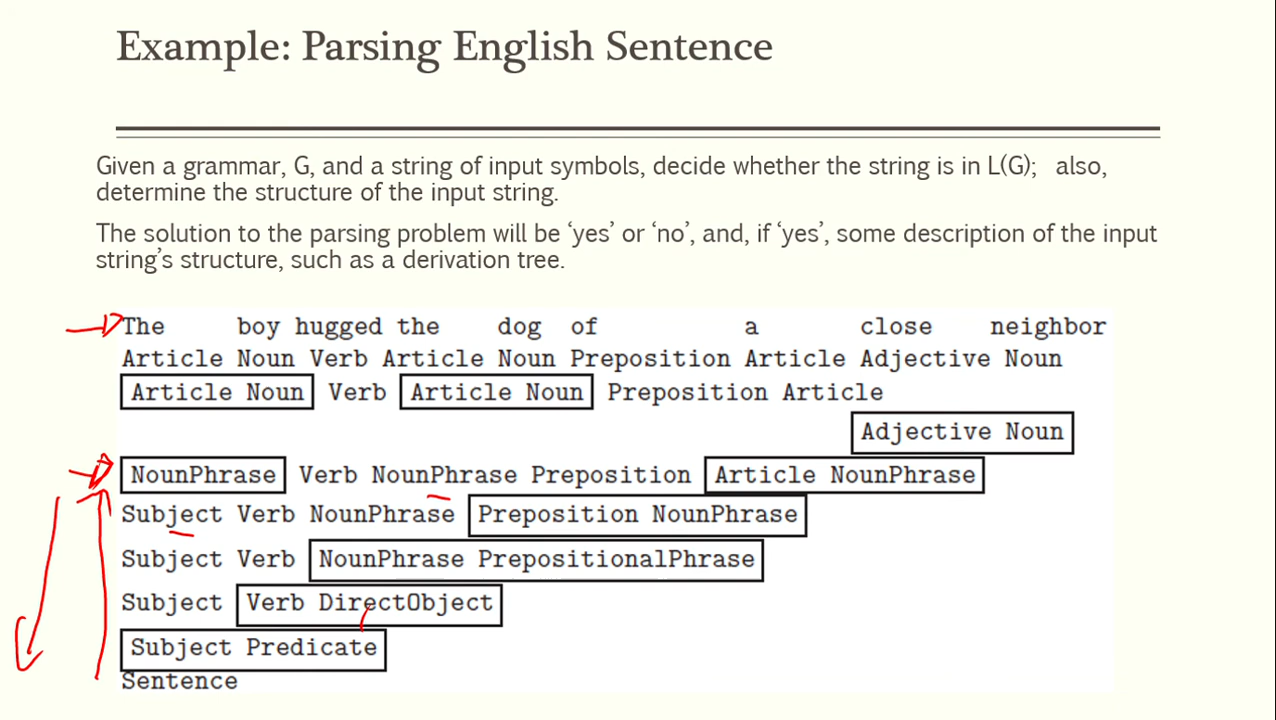 Example: Parsing English Sentence
Given a grammar, G, and a string of input symbols, decide whether the string is in L(G); also,
determine the structure of the input string.
The solution to the parsing problem will be ‘yes’ or ‘no’, and, if ‘yes’, some description of the input
string’s structure, such as a derivation tree.
The boy hugged the dog of a close neighbor
Article Noun Verb Article Noun Preposition Article Adjective Noun
Article Noun Verb Article Noun Preposition Article
Adjective Noun
NounPhrase Verb NounPhrase Preposition Article NounPhrase
Subject Verb NounPhrase Preposition NounPhrase
Subject Verb NounPhrase PrepositionalPhrase
Subject Verb DirectObject
Subject Predicate
Sentence